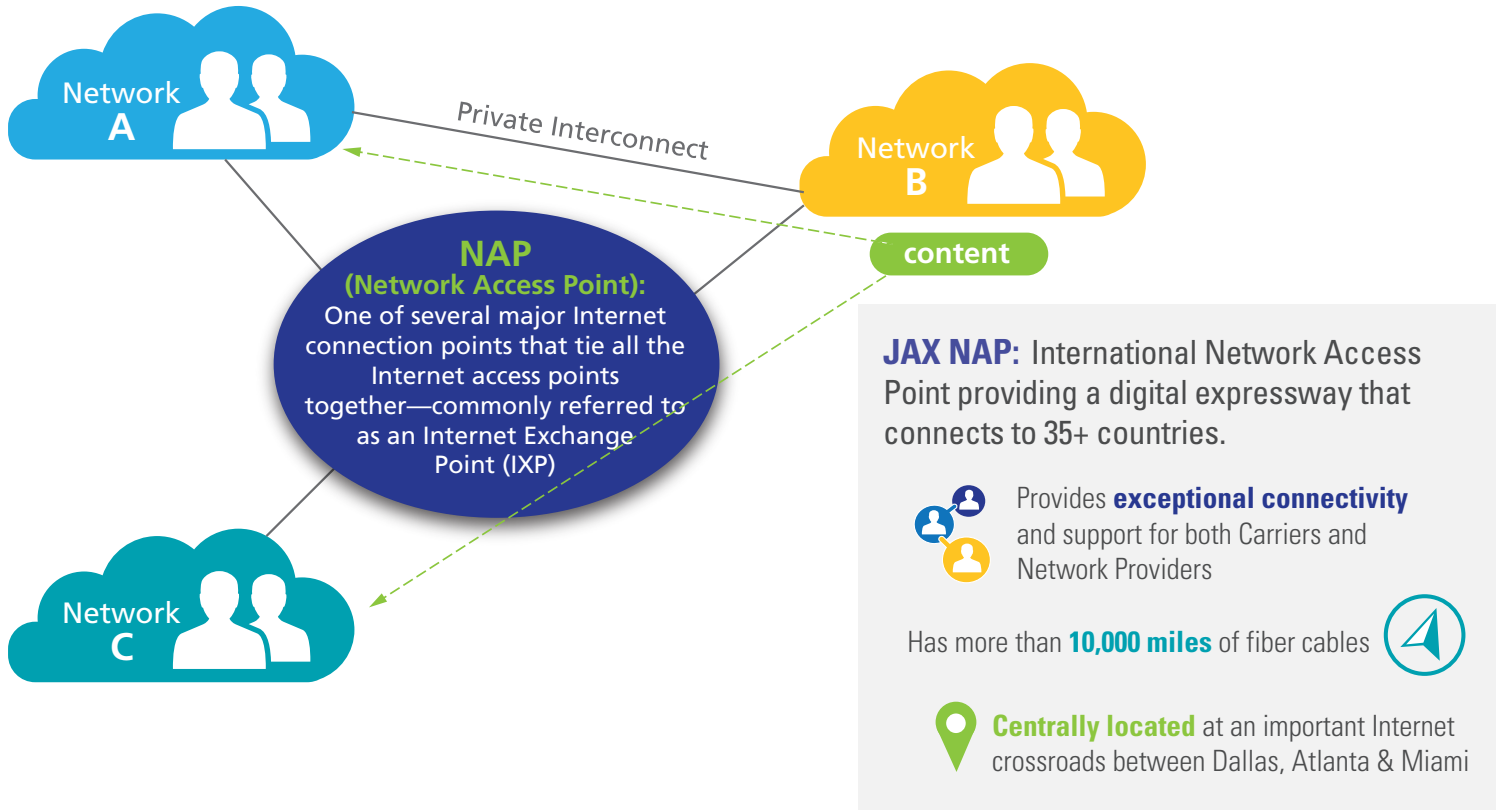 Network
A
Private Interconnect
Network
B
content
NAP
(Network Access Point):
One of several major Internet
connection points that tie all the
Internet access points
together—commonly referred to
as an Internet Exchange
Point (IXP)
Network
C
JAX NAP: International Network Access
Point providing a digital expressway that
connects to 35+ countries.
Provides exceptional connectivity
and support for both Carriers and
Network Providers
Has more than 10,000 miles of fiber cables
Centrally located at an important Internet
crossroads between Dallas, Atlanta & Miami